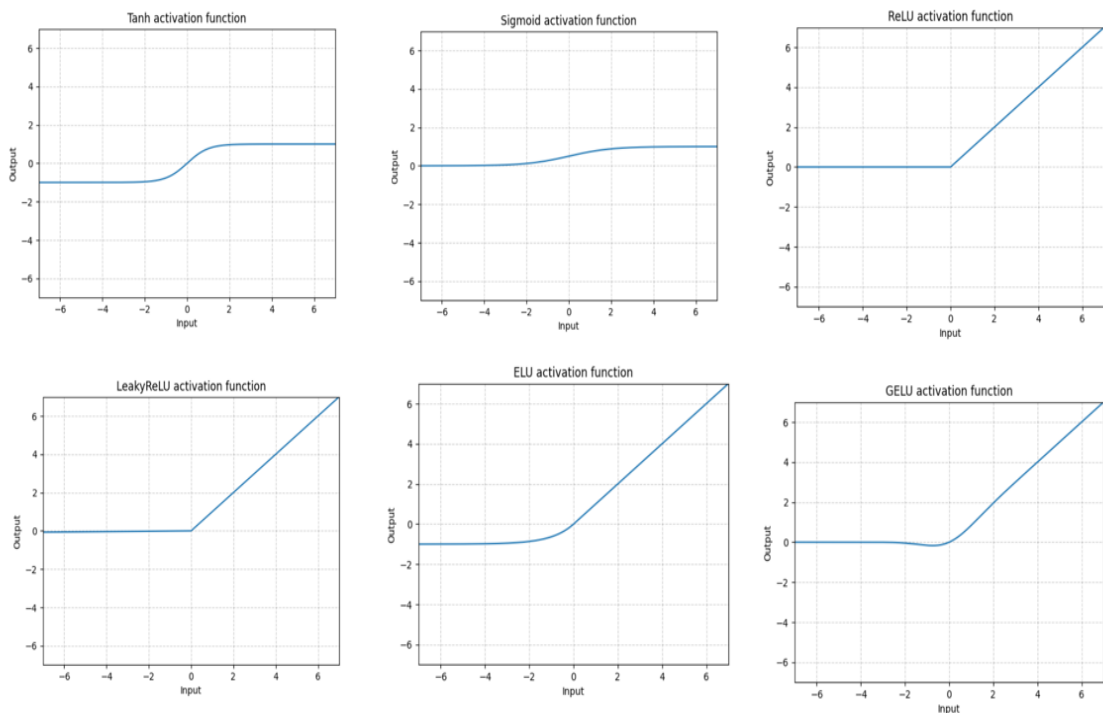 Tanh activation function
6
4
2
0
−2
−4
−6
Output
−6 −4 −2 0 2 4 6
Input
Sigmoid activation function
6
4
2
0
−2
−4
−6
Output
−6 −4 −2 0 2 4 6
Input
ReLU activation function
6
4
2
0
−2
−4
−6
Output
−6 −4 −2 0 2 4 6
Input
LeakyReLU activation function
6
4
2
0
−2
−4
−6
Output
−6 −4 −2 0 2 4 6
Input
ELU activation function
6
4
2
0
−2
−4
−6
Output
−6 −4 −2 0 2 4 6
Input
GELU activation function
6
4
2
0
−2
−4
−6
Output
−6 −4 −2 0 2 4 6
Input